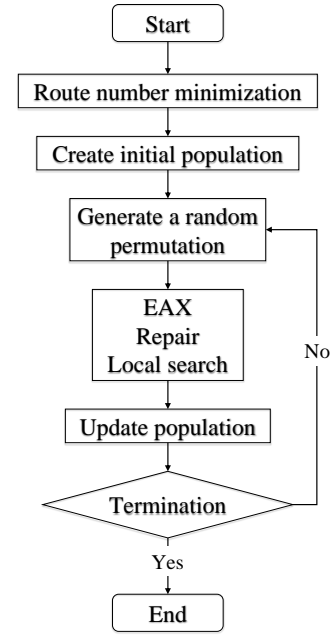 Start
Route number minimization
Create initial population
Generate a random
permutation
EAX
Repair
Local search
No
Update population
Termination
Yes
End